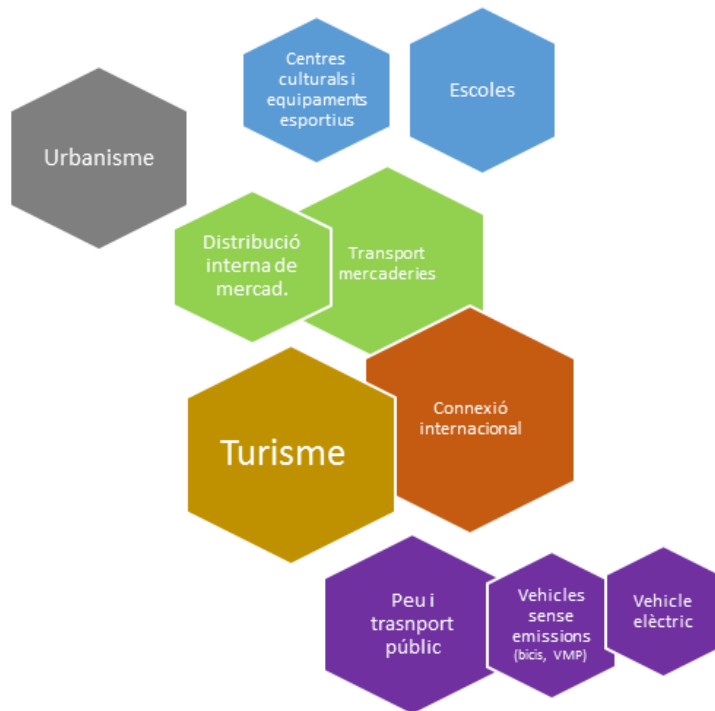 Centres
culturals i
equipaments
esportius
Escoles
Urbanisme
Distribució
interna de
mercad.
Transport
mercaderies
Connexió
internacional
Turisme
Peu i
trasnport
públic
Vehicles
sense
emissions
(bicis, VMP)
Vehicle
elèctric